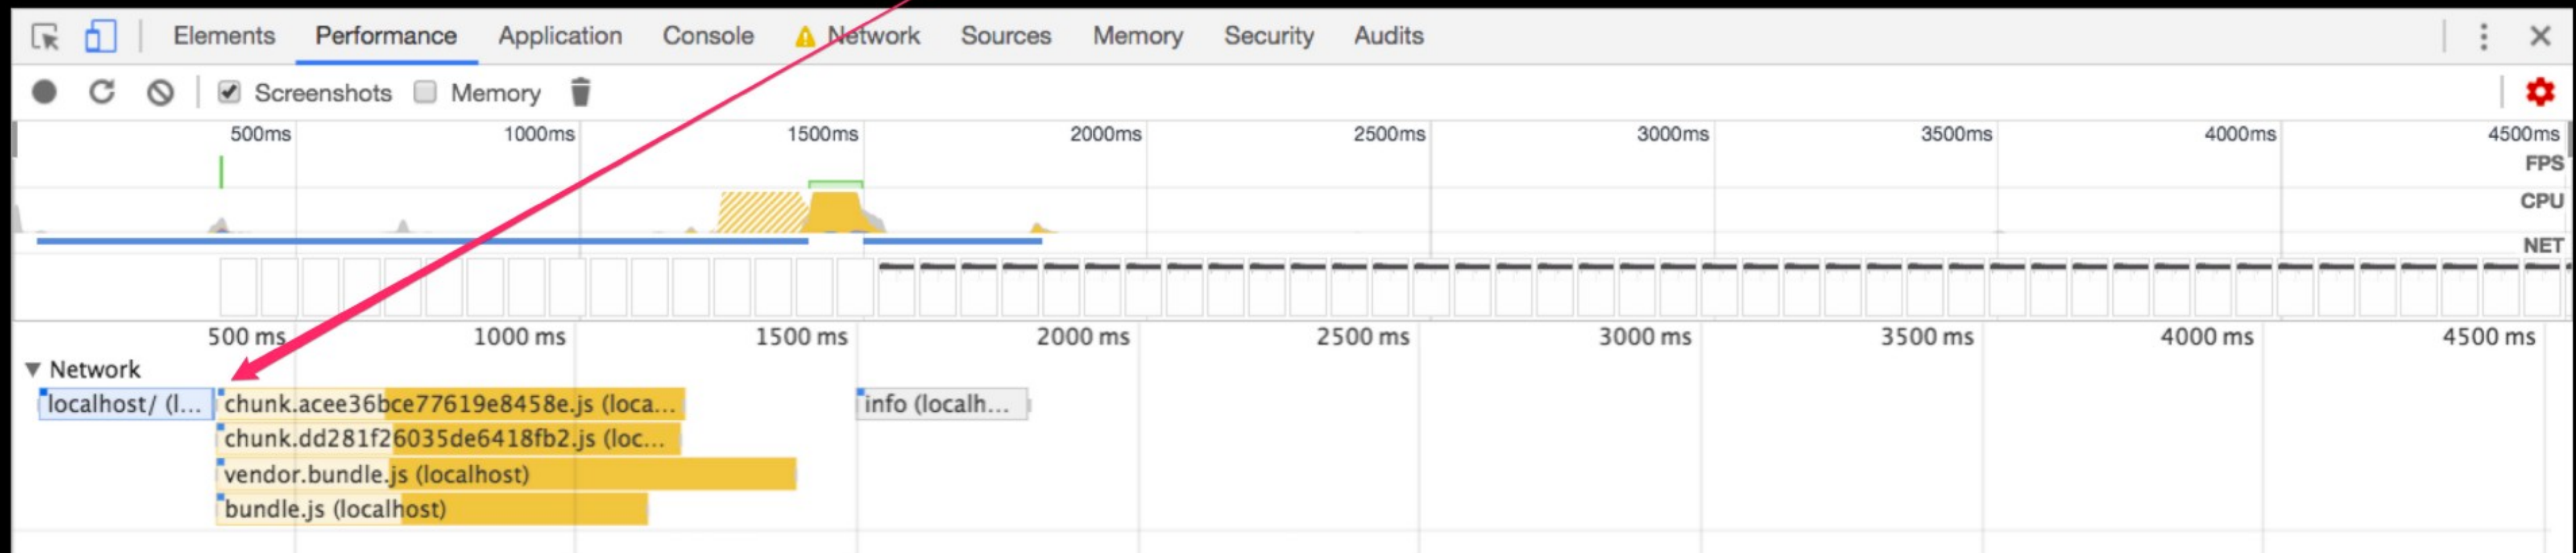 Elements Performance Application Console Network Sources Memory Security Audits
Screenshots Memory
500ms 1000ms 1500ms 2000ms 2500ms 3000ms 3500ms 4000ms 4500ms
FPS
CPU
NET
500 ms 1000 ms 1500 ms 2000 ms 2500 ms 3000 ms 3500 ms 4000 ms 4500 ms
Network
localhost/ (l... chunk.acee36bce77619e8458e.js (loca... info (localh...
chunk.dd281f26035de6418fb2.js (loc...
vendor.bundle.js (localhost)
bundle.js (localhost)